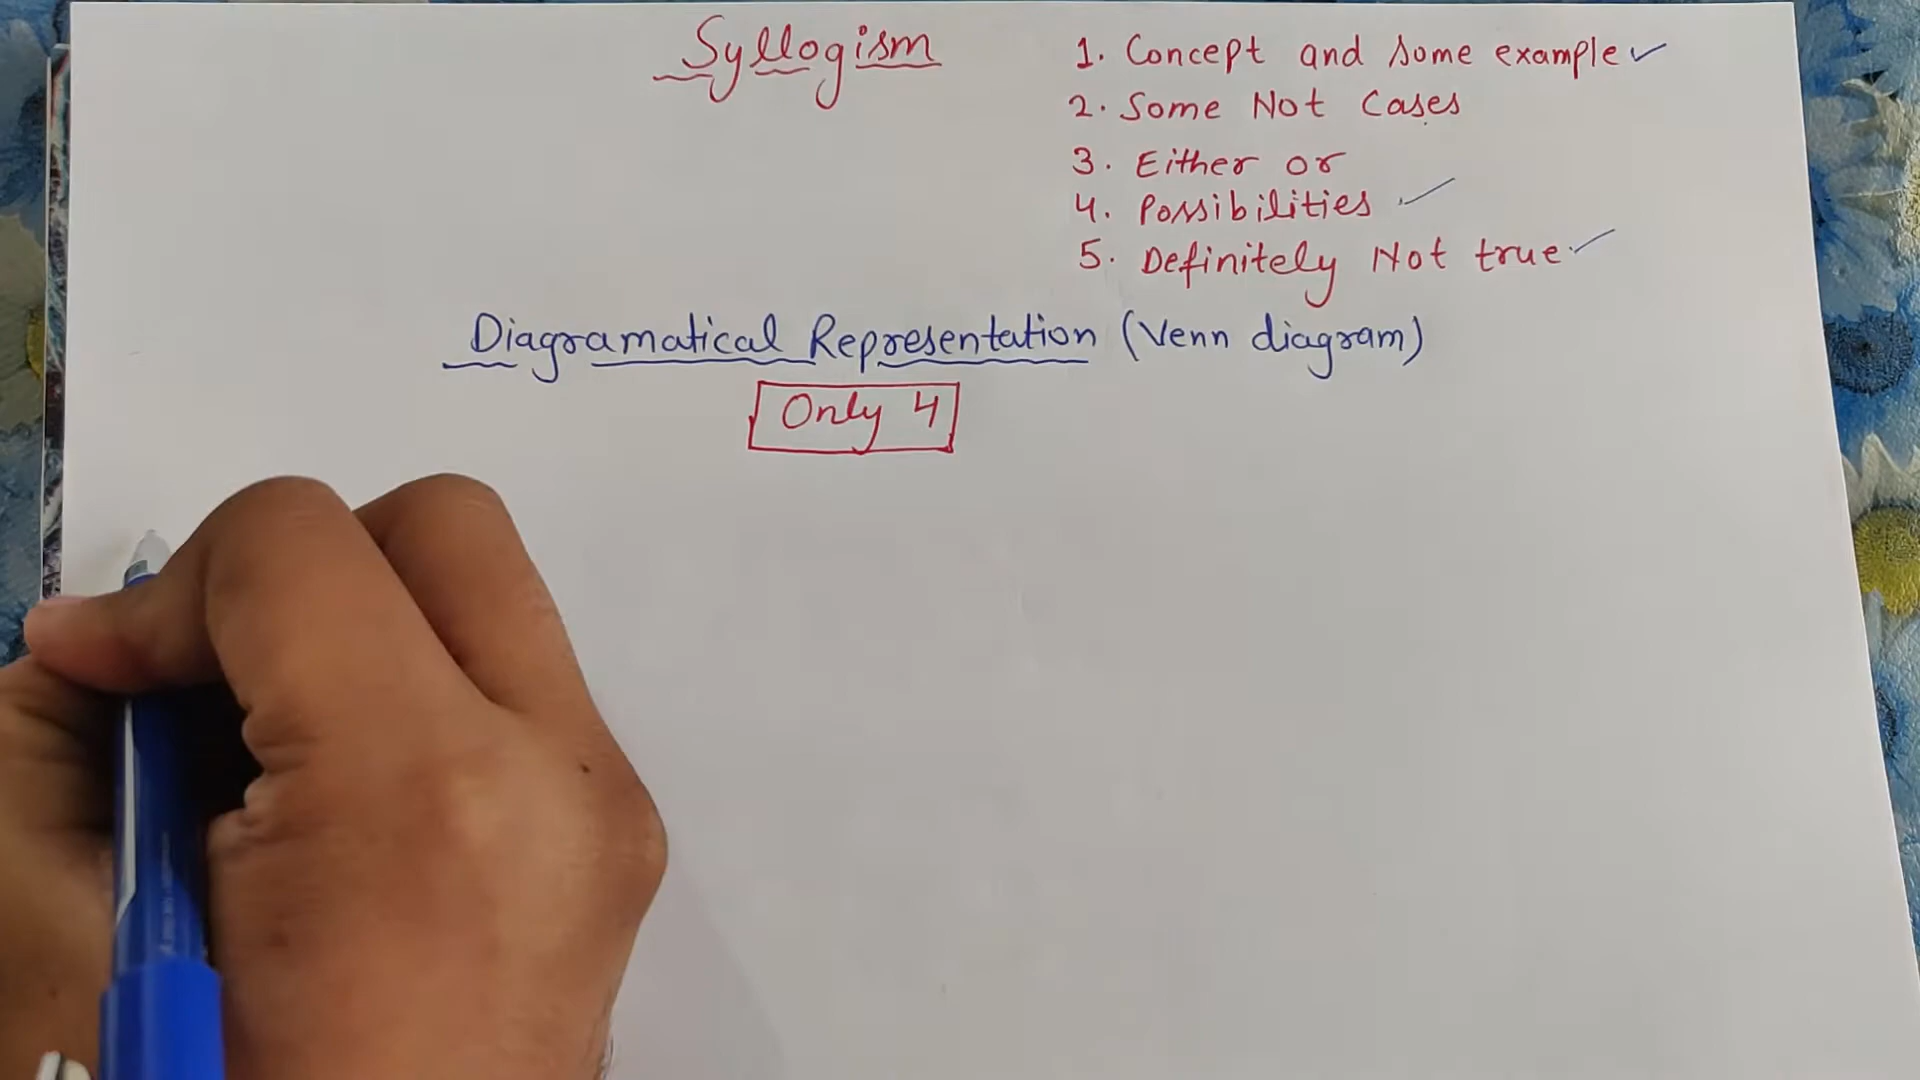 Syllogism
1. Concept and some example
2. Some Not Cases
3. Either or
4. Possibilities
5. Definitely Not true
Diagramatical Representation (Venn diagram)
Only 4